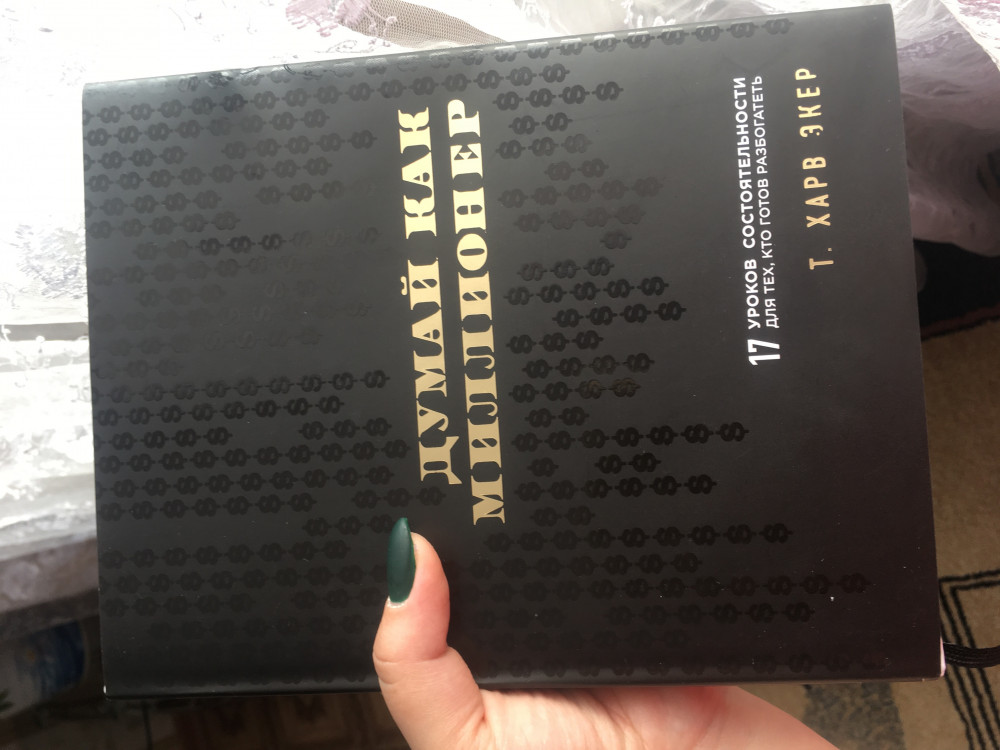 ДУМАЙ КАК
МИЛЛИОНЕР
17 УРОКОВ СОСТОЯТЕЛЬНОСТИ
ДЛЯ ТЕХ, КТО ГОТОВ РАЗБОГАТЕТЬ
Т. ХАРВ ЭКЕР